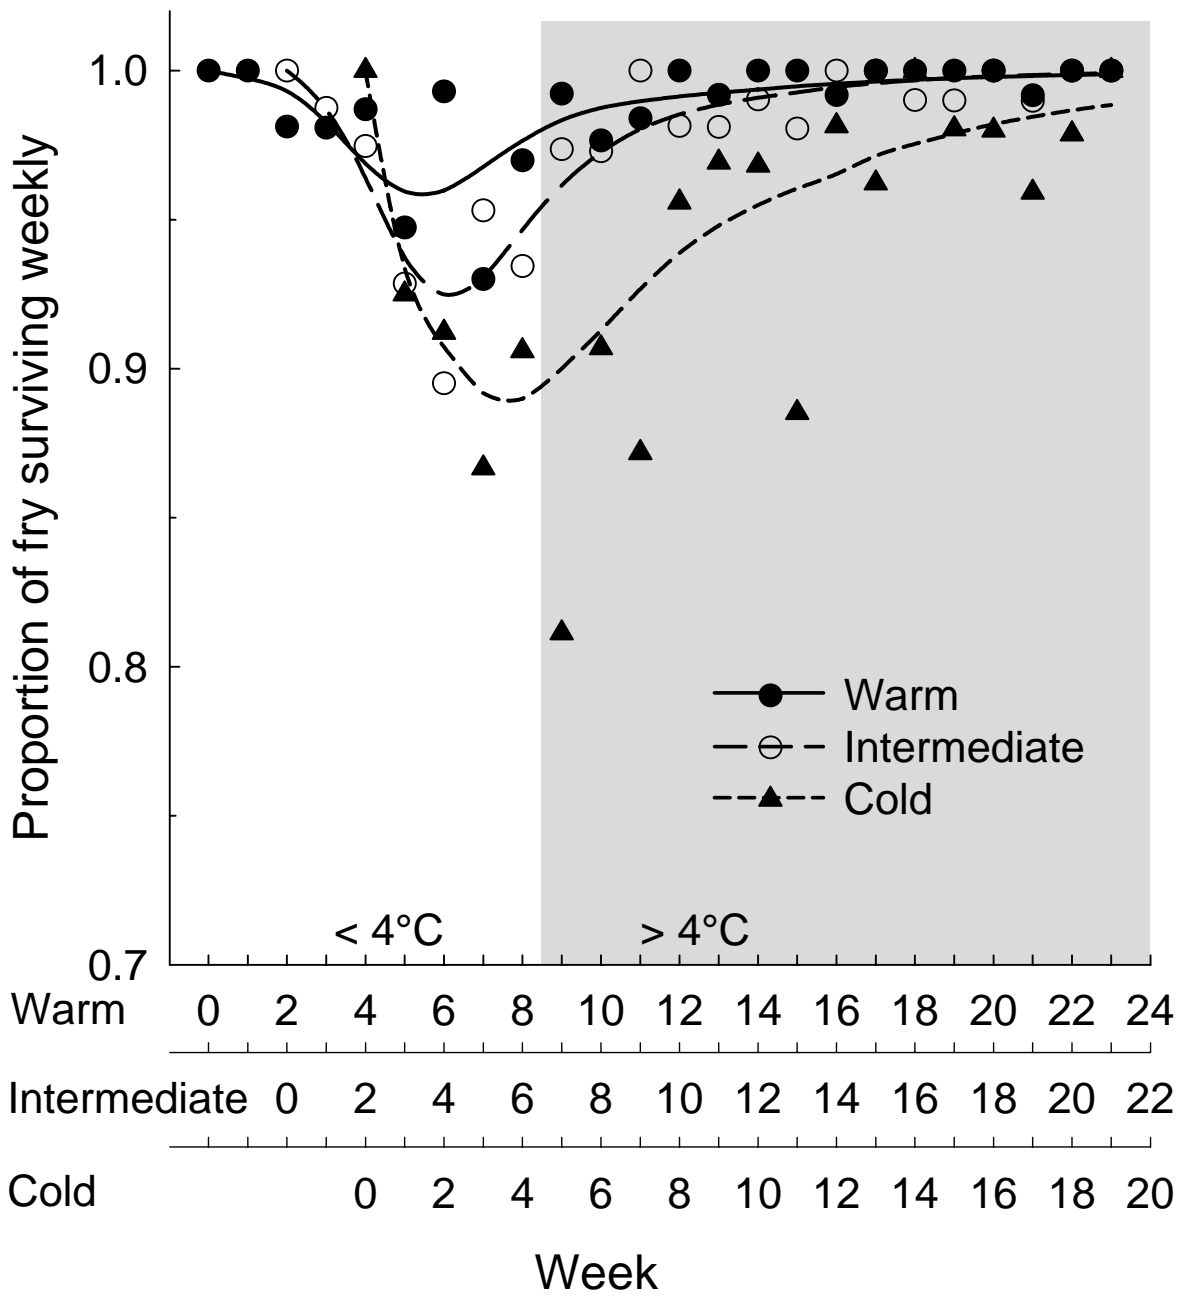 Proportion of fry surviving weekly
1.0
0.9
0.8
0.7
Warm
Intermediate
Cold
< 4°C
> 4°C
Warm 0 2 4 6 8 10 12 14 16 18 20 22 24
Intermediate 0 2 4 6 8 10 12 14 16 18 20 22
Cold 0 2 4 6 8 10 12 14 16 18 20
Week